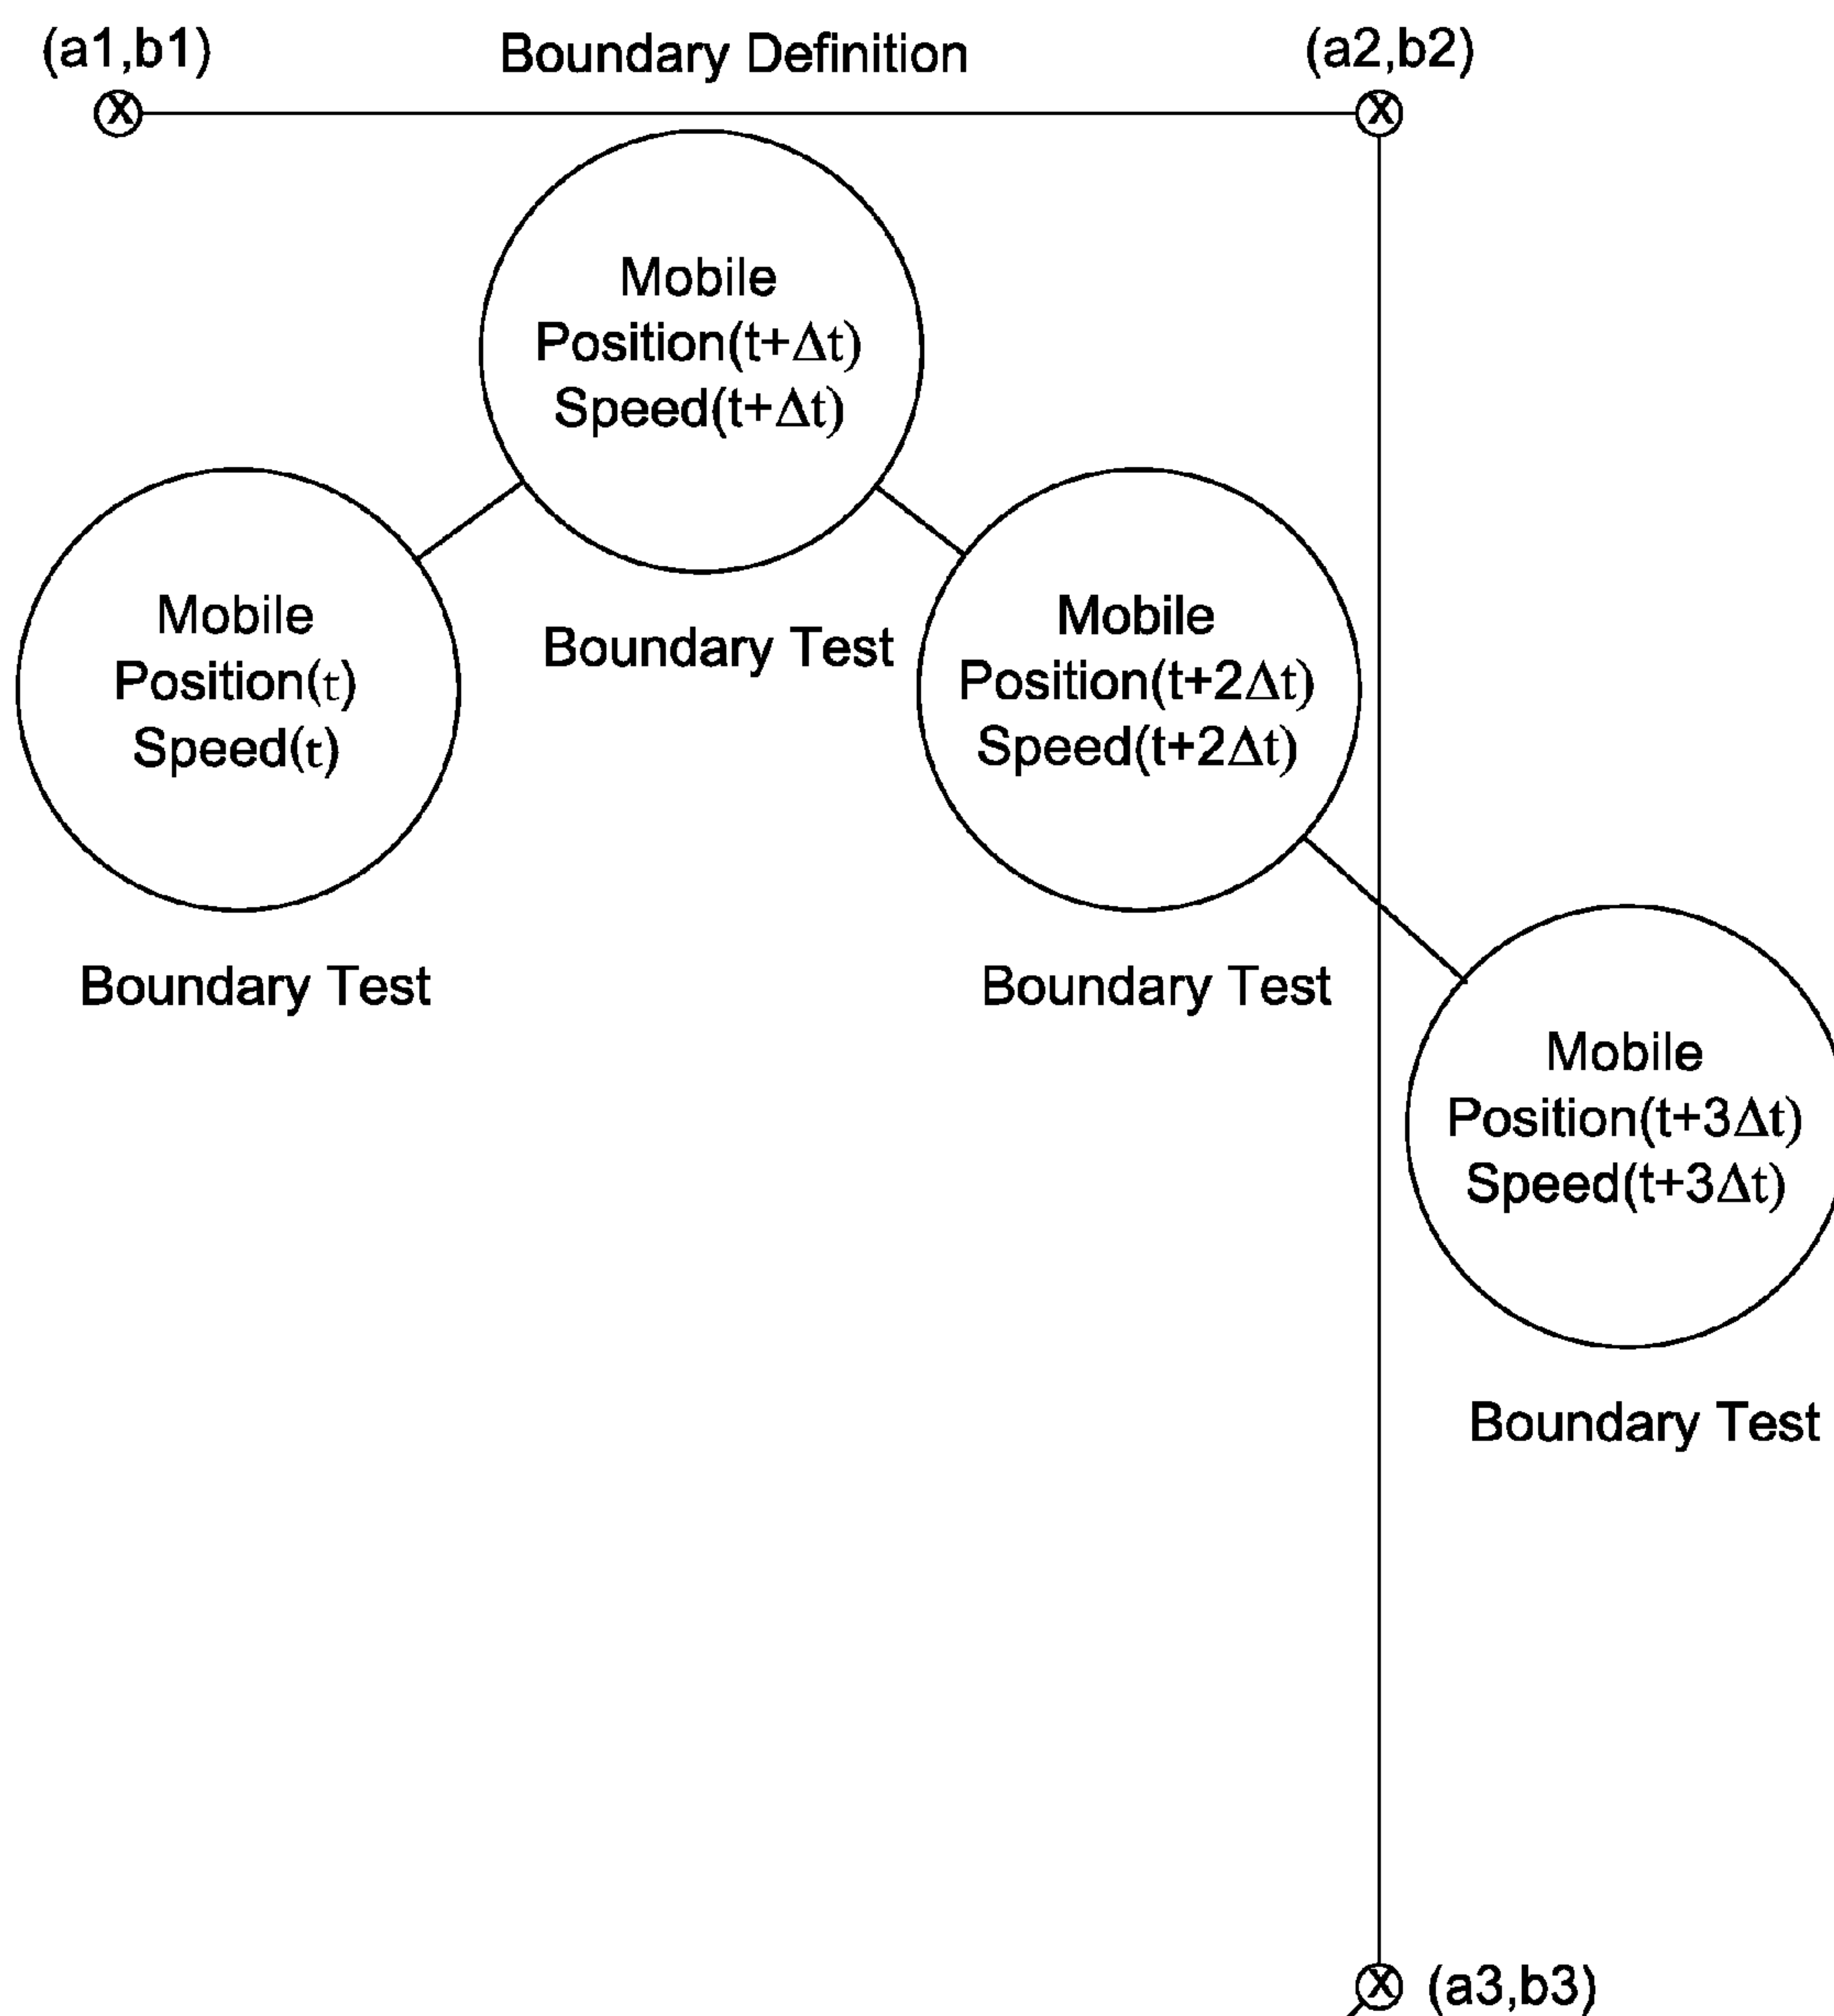 (a1,b1)
Boundary Definition
(a2,b2)
X
X
Mobile
Position(t+Δt)
Speed(t+Δt)
Boundary Test
Mobile
Position(t)
Speed(t)
Boundary Test
Mobile
Position(t+2Δt)
Speed(t+2Δt)
Boundary Test
Mobile
Position(t+3Δt)
Speed(t+3Δt)
Boundary Test
X
(a3,b3)